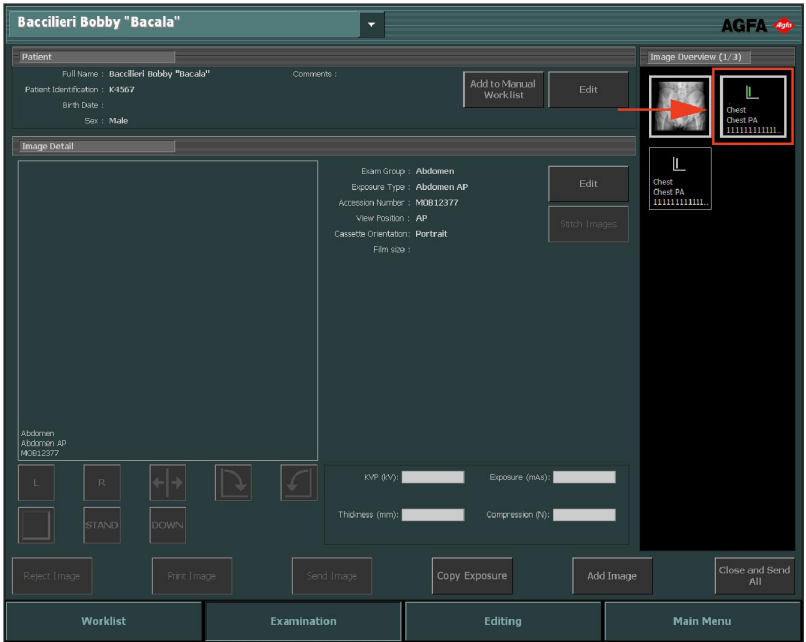 Baccilieri Bobby "Bacala"
AGFA Agfa
Patient
Full Name : Baccilieri Bobby "Bacala"
Comments :
Patient Identification : K4567
Birth Date :
Sex : Male
Add to Manual
Worklist
Edit
Image Overview (1/3)
Chest
Chest PA
111111111111..
Chest
Chest PA
111111111111..
Image Detail
Exam Group : Abdomen
Exposure Type : Abdomen AP
Accession Number : MOB12377
View Position : AP
Cassette Orientation: Portrait
Film size :
Edit
Stitch Images
Abdomen
Abdomen AP
MOB12377
L
R
STAND
DOWN
KVP (kV):
Exposure (mAs):
Thickness (mm):
Compression (N):
Reject Image
Print Image
Send Image
Copy Exposure
Add Image
Close and Send
All
Worklist
Examination
Editing
Main Menu